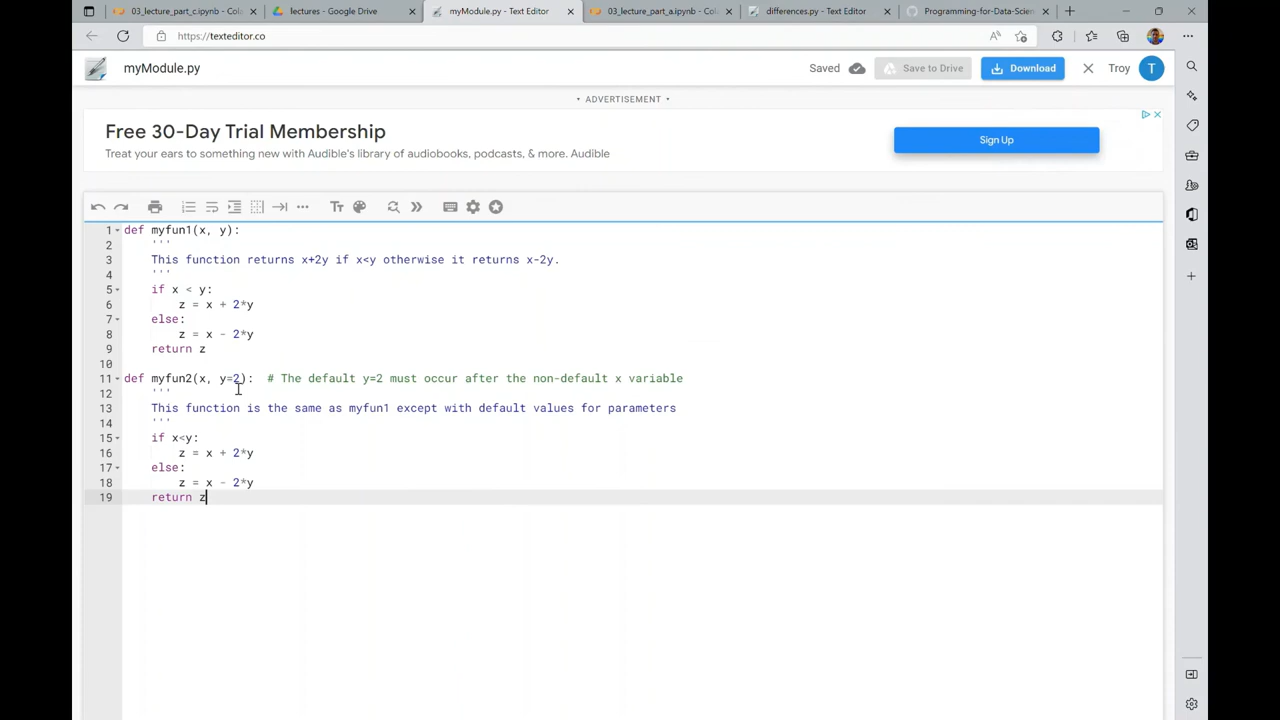 03_lecture_part_c.ipynb - Cola
lectures - Google Drive
myModule.py - Text Editor
03_lecture_part_a.ipynb - Cola
differences.py - Text Editor
Programming-for-Data-Scien
https://texteditor.co
myModule.py
Saved
Save to Drive
Download
Troy
T
• ADVERTISEMENT •
Free 30-Day Trial Membership
Treat your ears to something new with Audible's library of audiobooks, podcasts, & more. Audible
Sign Up
1 def myfun1(x, y):
2 '''
3 This function returns x+2y if x<y otherwise it returns x-2y.
4 '''
5 if x < y:
6 z = x + 2*y
7 else:
8 z = x - 2*y
9 return z
10
11 def myfun2(x, y=2): # The default y=2 must occur after the non-default x variable
12 '''
13 This function is the same as myfun1 except with default values for parameters
14 '''
15 if x<y:
16 z = x + 2*y
17 else:
18 z = x - 2*y
19 return z